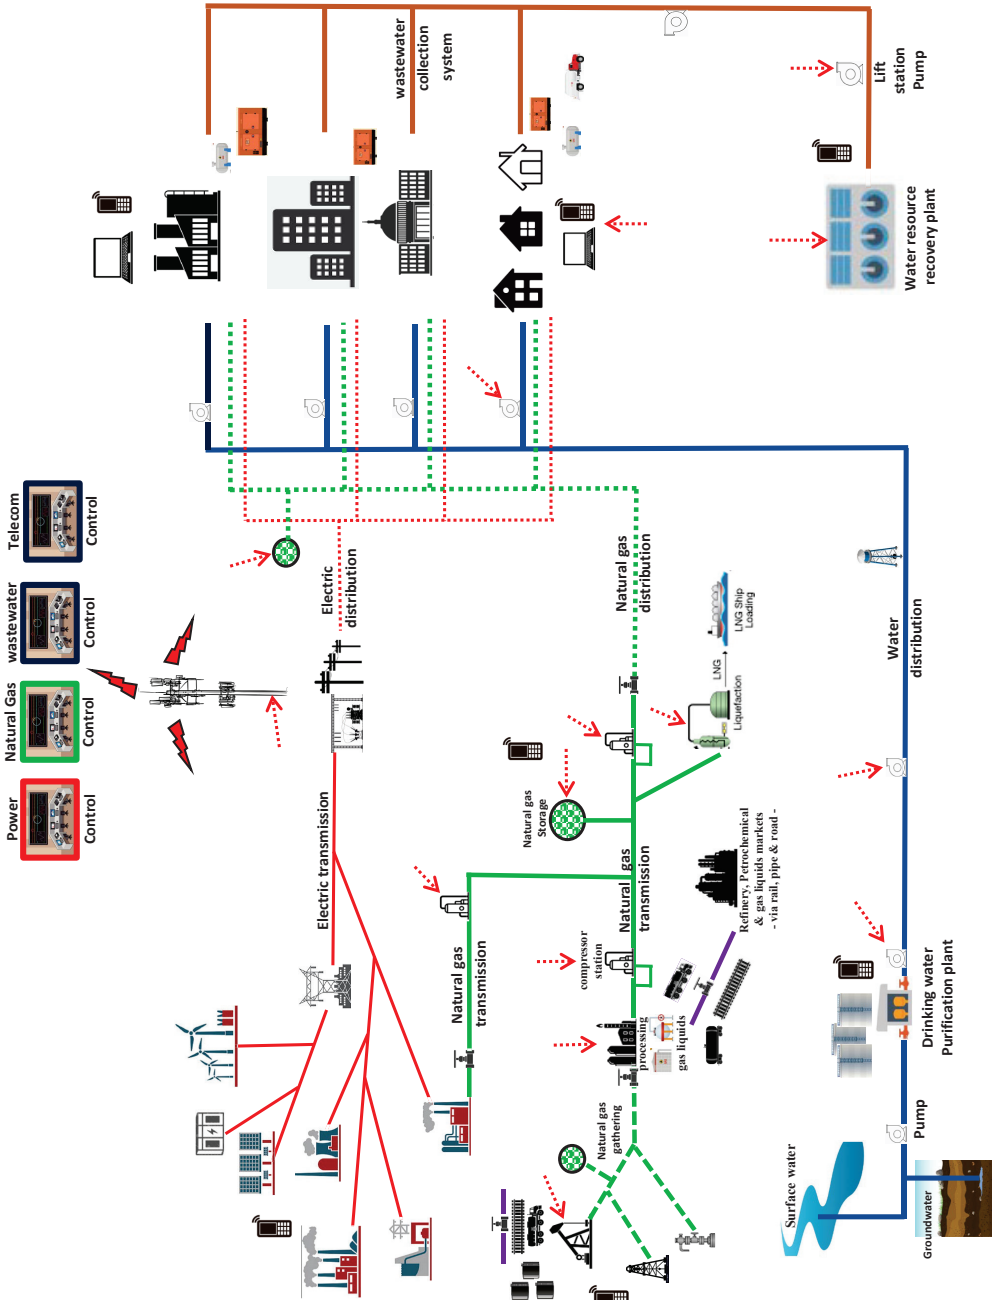 Power
Control
Natural Gas
Control
wastewater
Control
Telecom
Control
Electric transmission
Electric
distribution
wastewater
collection
system
Natural gas
transmission
Natural gas
Storage
compressor
station
Natural gas
transmission
Natural gas
distribution
Natural gas
gathering
processing
gas liquids
Liquefaction
LNG
LNG Ship
Loading
Refinery, Petrochemical
& gas liquids markets
- via rail, pipe & road -
Surface water
Groundwater
Pump
Drinking water
Purification plant
Water
distribution
Water resource
recovery plant
Lift
station
Pump